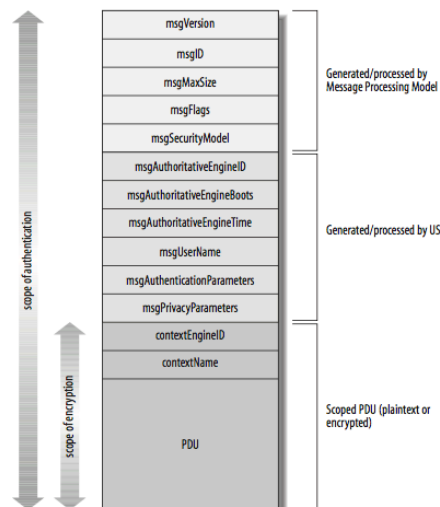 msgVersion
msgID
msgMaxSize
msgFlags
msgSecurityModel
Generated/processed by
Message Processing Model
msgAuthoritativeEngineID
msgAuthoritativeEngineBoots
msgAuthoritativeEngineTime
msgUserName
msgAuthenticationParameters
msgPrivacyParameters
Generated/processed by US
contextEngineID
contextName
PDU
Scoped PDU (plaintext or
encrypted)
scope of authentication
scope of encryption